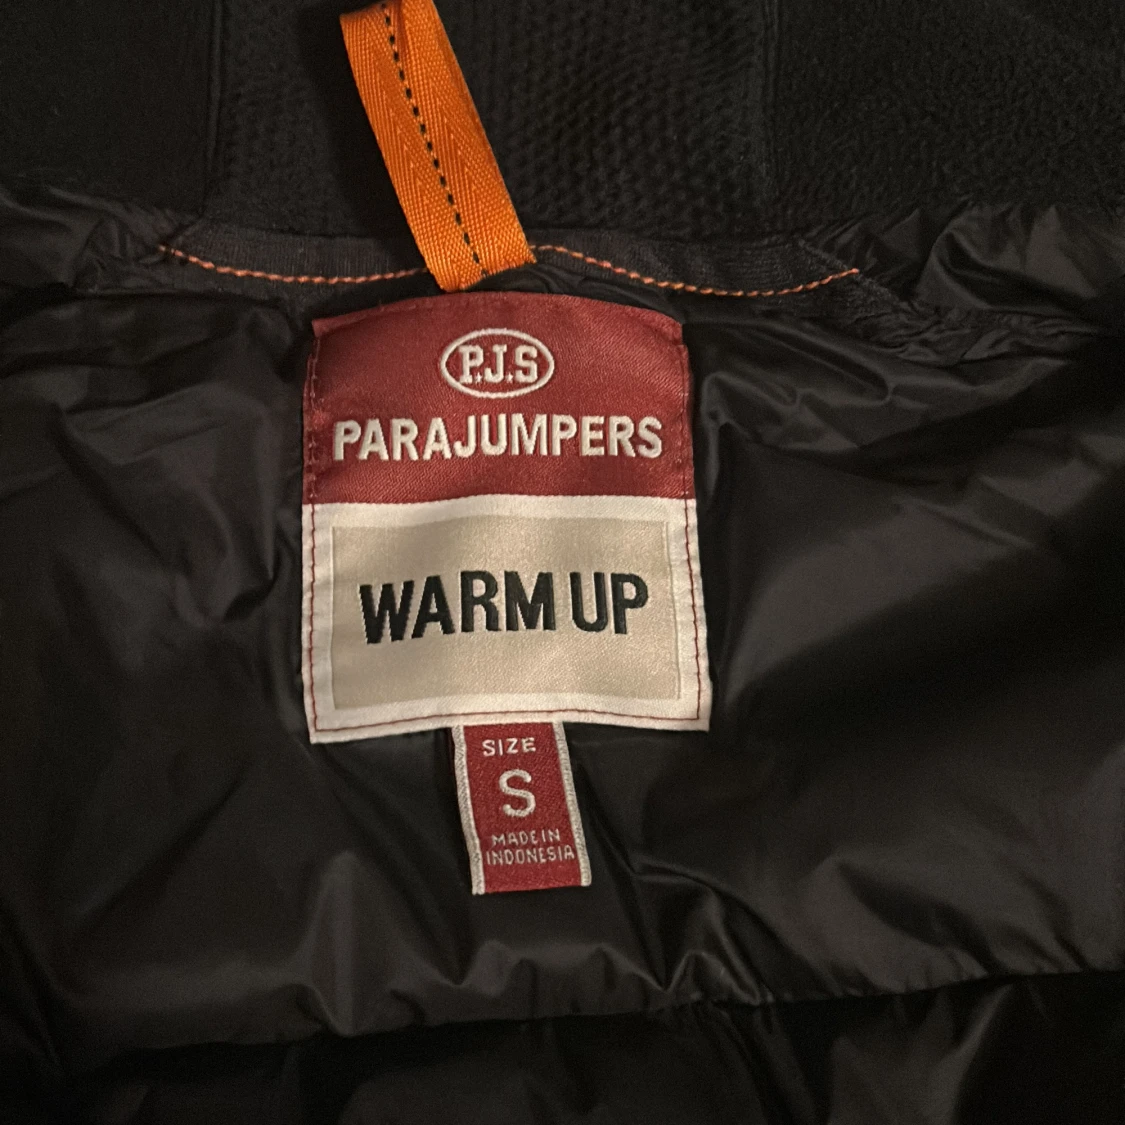 P.J.S
PARAJUMPERS
WARM UP
SIZE
S
MADE IN
INDONESIA